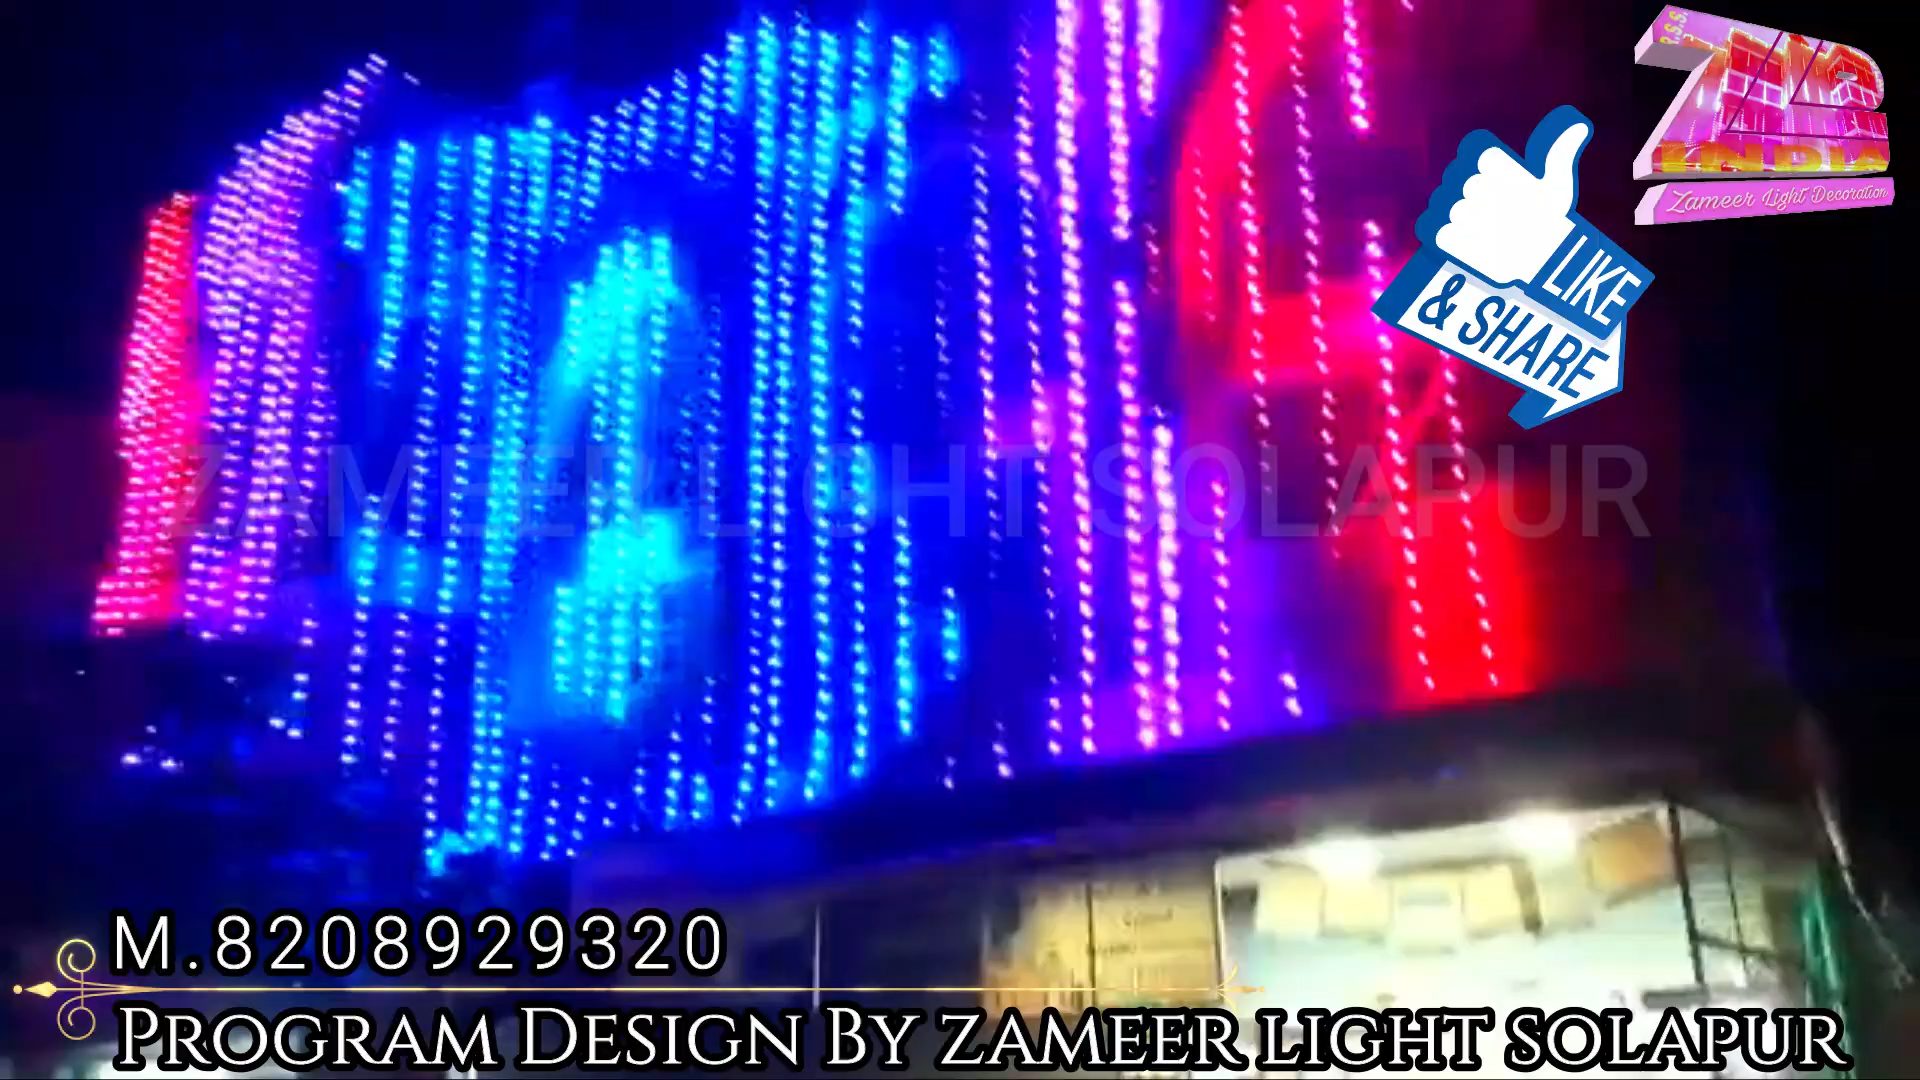 R.S.S.
INDIA
Zameer Light Decoration
LIKE
& SHARE
ZAMEER LIGHT SOLAPUR
M.8208929320
PROGRAM DESIGN BY ZAMEER LIGHT SOLAPUR